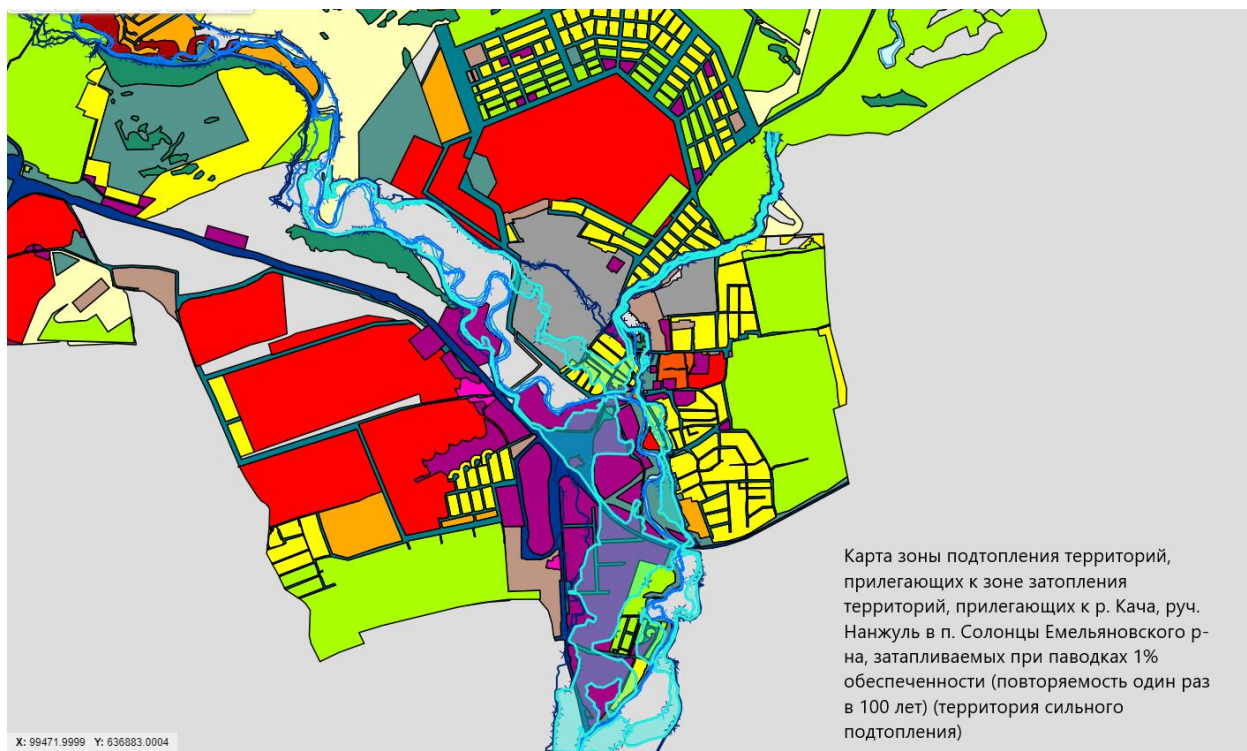 Карта зоны подтопления территорий,
прилегающих к зоне затопления
территорий, прилегающих к р. Кача, руч.
Нанжуль в п. Солонцы Емельяновского р-
на, затапливаемых при паводках 1%
обеспеченности (повторяемость один раз
в 100 лет) (территория сильного
подтопления)
X: 99471.9999 Y: 636883.0004